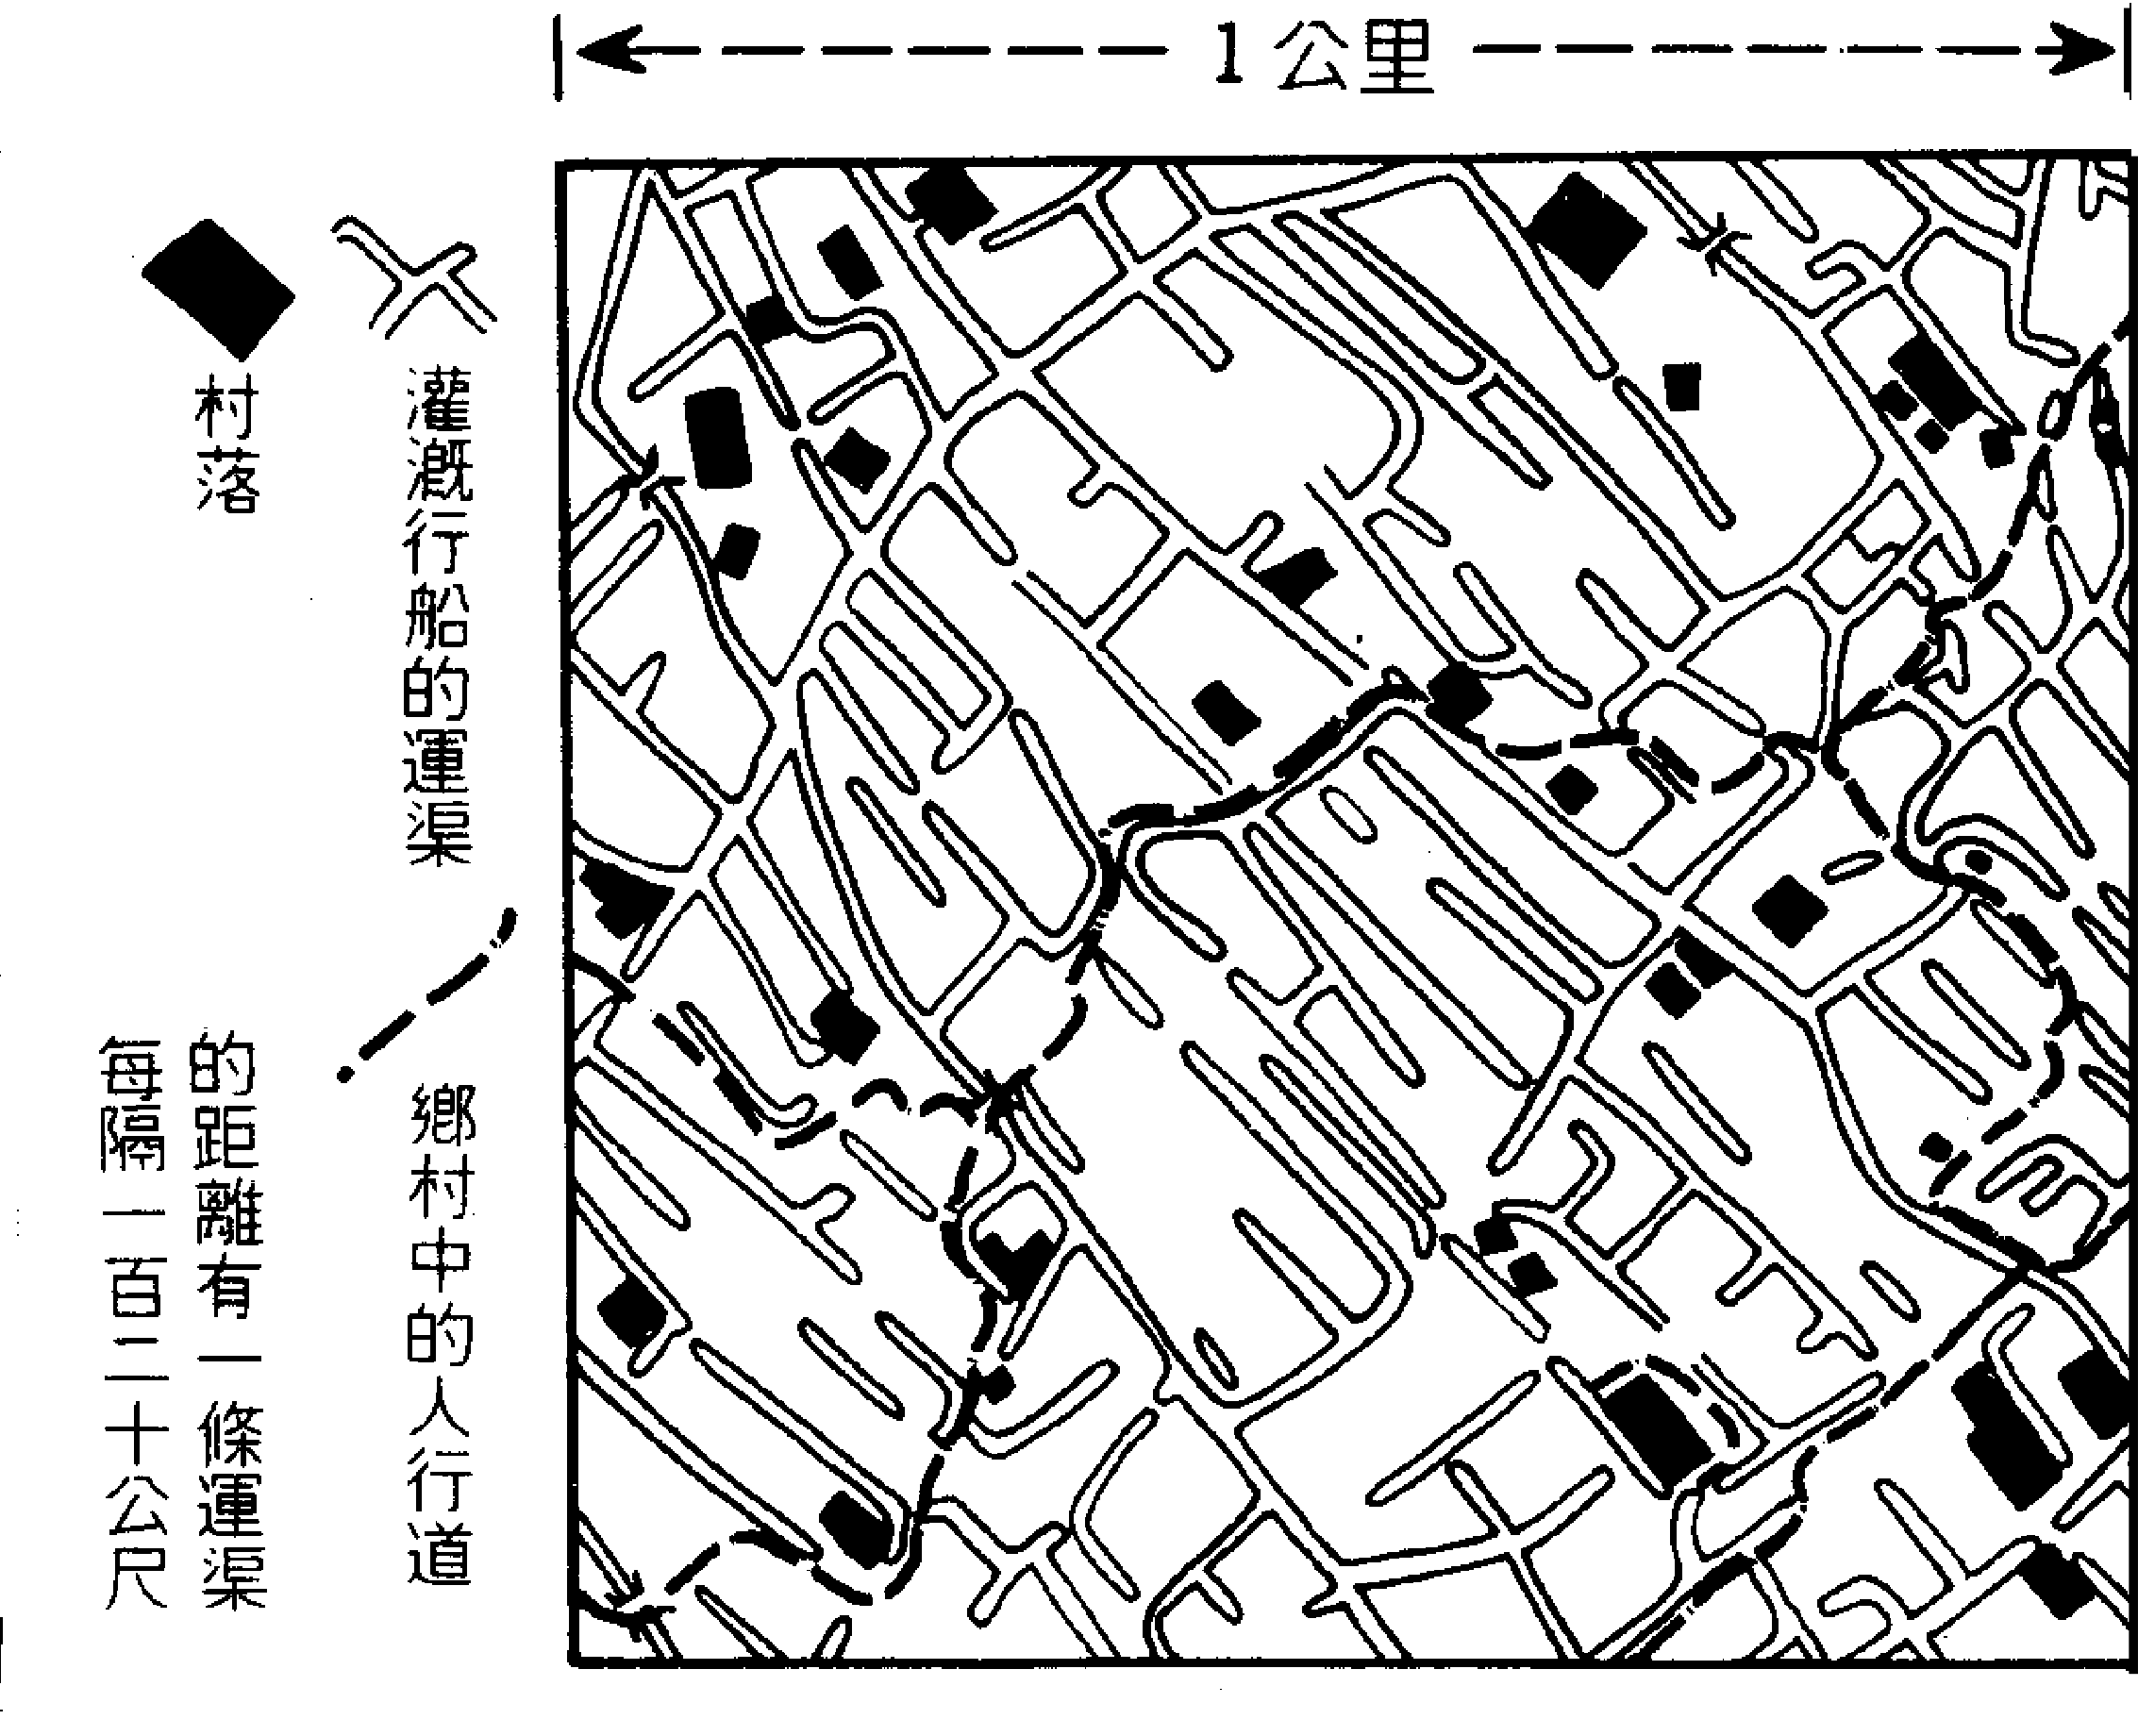 1公里
村落
灌溉行船的運渠
鄉村中的人行道
每隔一百二十公尺
的距離有一條運渠